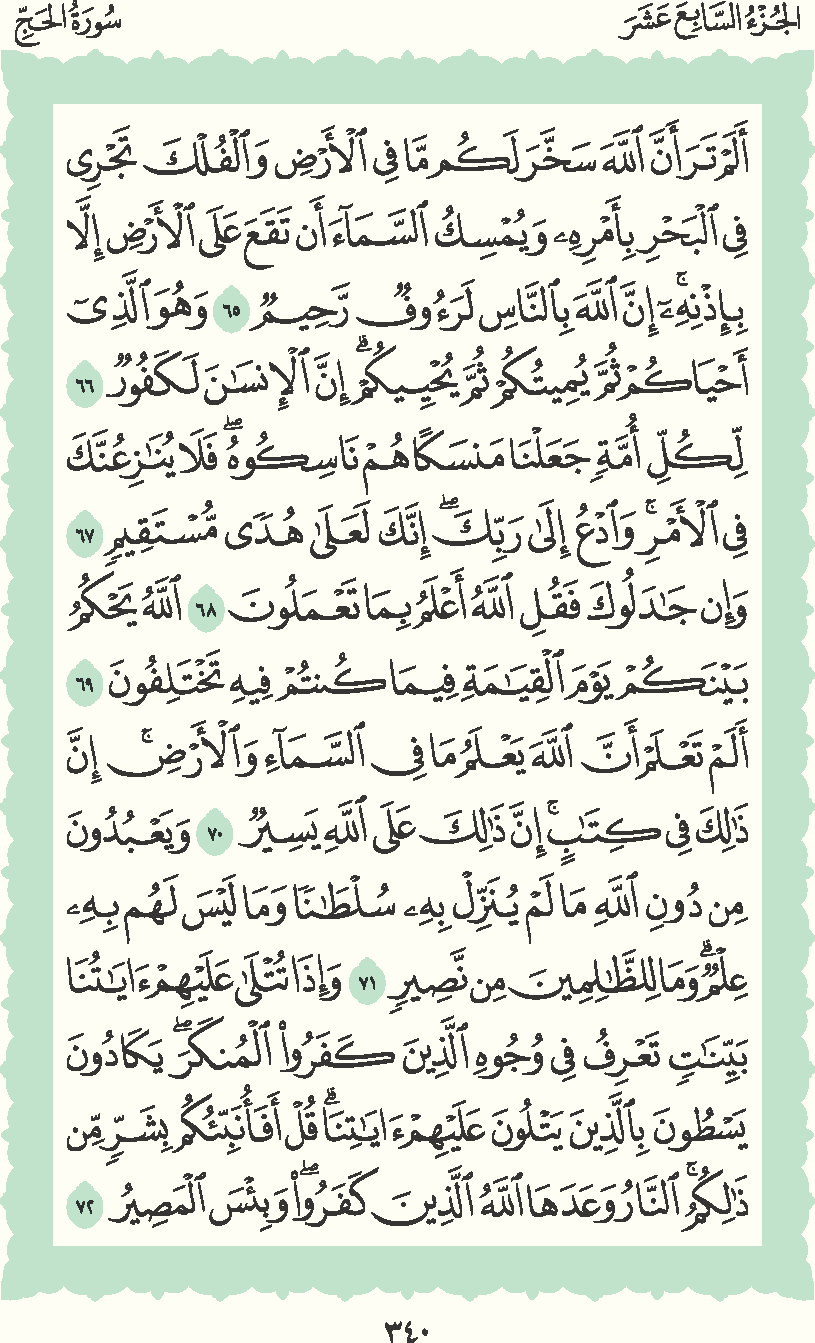 الجُزْءُ السَّابِعَ عَشَرَ
سُورَةُ الحَجِّ
أَلَمْ تَرَ أَنَّ ٱللَّهَ سَخَّرَ لَكُم مَّا فِي ٱلْأَرْضِ وَٱلْفُلْكَ تَجْرِي
فِي ٱلْبَحْرِ بِأَمْرِهِۦ وَيُمْسِكُ ٱلسَّمَآءَ أَن تَقَعَ عَلَى ٱلْأَرْضِ إِلَّا
بِإِذْنِهِۦٓۚ إِنَّ ٱللَّهَ بِٱلنَّاسِ لَرَءُوفٌ رَّحِيمٌ ٦٥ وَهُوَ ٱلَّذِيٓ
أَحْيَاكُمْ ثُمَّ يُمِيتُكُمْ ثُمَّ يُحْيِيكُمْۗ إِنَّ ٱلْإِنسَٰنَ لَكَفُورٌ ٦٦
لِّكُلِّ أُمَّةٍ جَعَلْنَا مَنسَكًا هُمْ نَاسِكُوهُۖ فَلَا يُنَٰزِعُنَّكَ
فِي ٱلْأَمْرِۚ وَٱدْعُ إِلَىٰ رَبِّكَۖ إِنَّكَ لَعَلَىٰ هُدًى مُّسْتَقِيمٍ ٦٧
وَإِن جَٰدَلُوكَ فَقُلِ ٱللَّهُ أَعْلَمُ بِمَا تَعْمَلُونَ ٦٨ ٱللَّهُ يَحْكُمُ
بَيْنَكُمْ يَوْمَ ٱلْقِيَٰمَةِ فِيمَا كُنتُمْ فِيهِ تَخْتَلِفُونَ ٦٩
أَلَمْ تَعْلَمْ أَنَّ ٱللَّهَ يَعْلَمُ مَا فِي ٱلسَّمَآءِ وَٱلْأَرْضِۚ إِنَّ
ذَٰلِكَ فِي كِتَٰبٍۚ إِنَّ ذَٰلِكَ عَلَى ٱللَّهِ يَسِيرٌ ٧٠ وَيَعْبُدُونَ
مِن دُونِ ٱللَّهِ مَا لَمْ يُنَزِّلْ بِهِۦ سُلْطَٰنًا وَمَا لَيْسَ لَهُم بِهِۦ
عِلْمٌۗ وَمَا لِلظَّٰلِمِينَ مِن نَّصِيرٍ ٧١ وَإِذَا تُتْلَىٰ عَلَيْهِمْ ءَايَٰتُنَا
بَيِّنَٰتٍ تَعْرِفُ فِي وُجُوهِ ٱلَّذِينَ كَفَرُوا۟ ٱلْمُنكَرَۖ يَكَادُونَ
يَسْطُونَ بِٱلَّذِينَ يَتْلُونَ عَلَيْهِمْ ءَايَٰتِنَاۗ قُلْ أَفَأُنَبِّئُكُم بِشَرٍّ مِّن
ذَٰلِكُمُۚ ٱلنَّارُ وَعَدَهَا ٱللَّهُ ٱلَّذِينَ كَفَرُوا۟ۖ وَبِئْسَ ٱلْمَصِيرُ ٧٢
٣٤٠